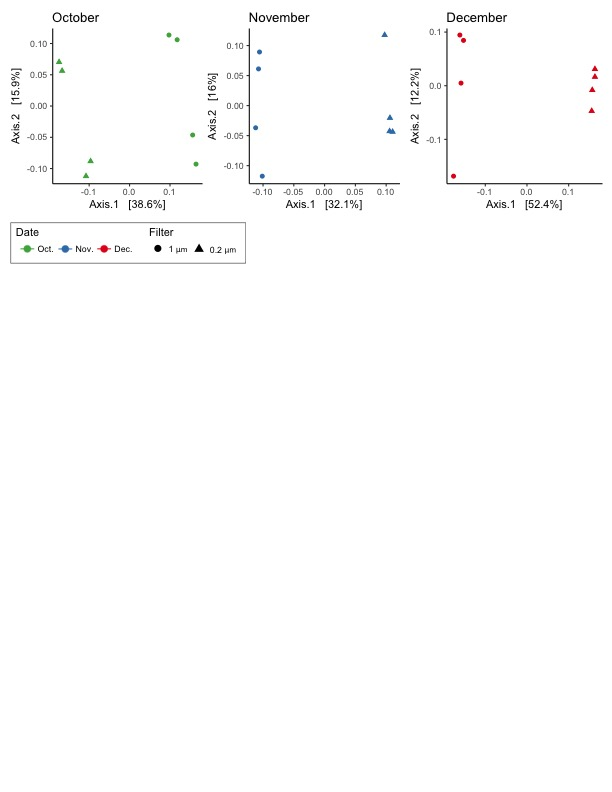 October
Axis.2 [15.9%]
0.10
0.05
0.00
-0.05
-0.10
-0.1
0.0
0.1
Axis.1 [38.6%]
November
Axis.2 [16%]
0.10
0.05
0.00
-0.05
-0.10
-0.10
-0.05
0.00
0.05
0.10
Axis.1 [32.1%]
December
Axis.2 [12.2%]
0.1
0.0
-0.1
-0.1
0.0
0.1
Axis.1 [52.4%]
Date
Oct. Nov. Dec.
Filter
1 µm 0.2 µm